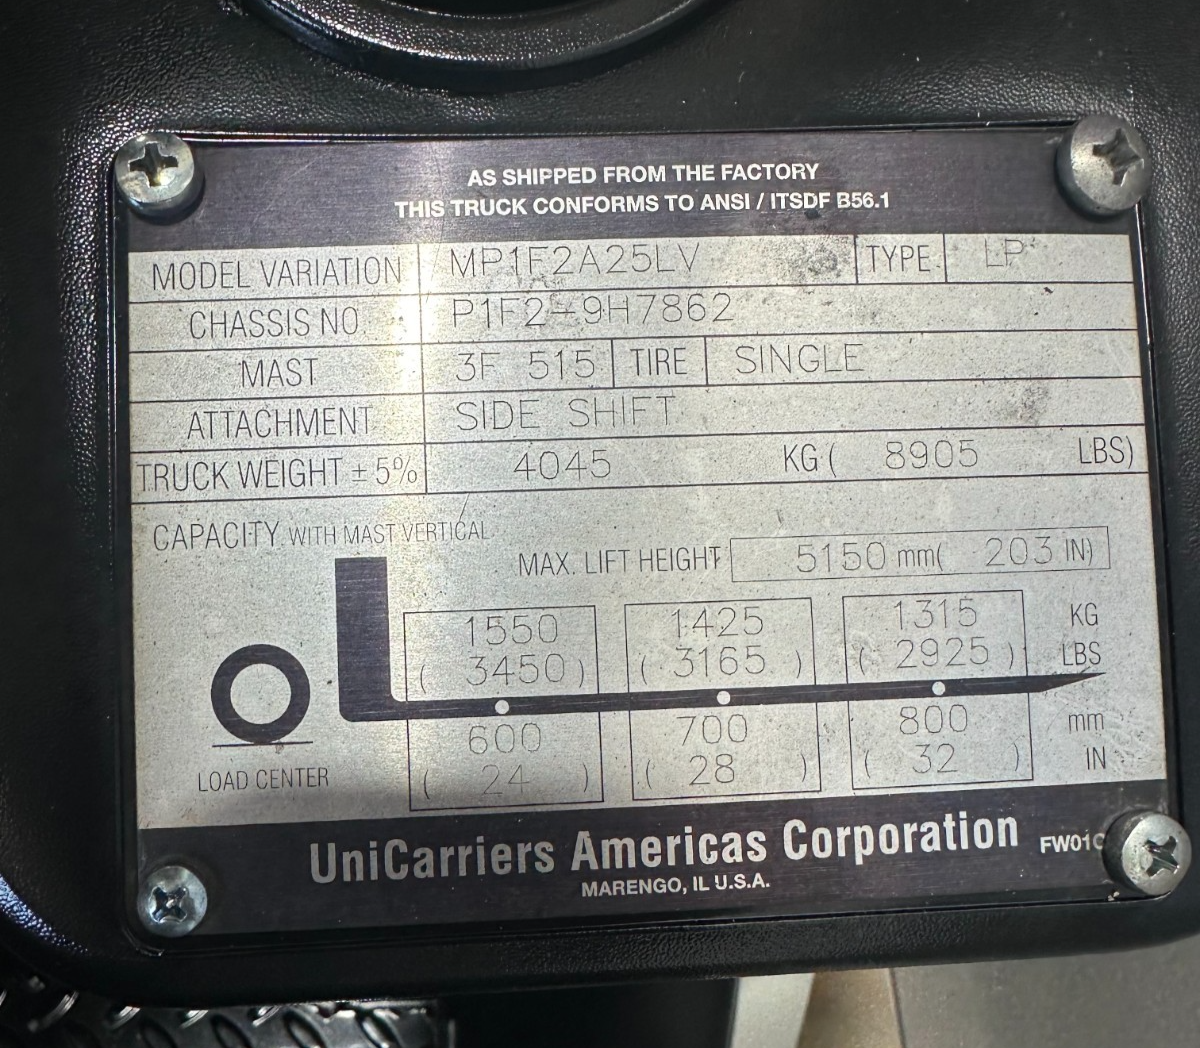 AS SHIPPED FROM THE FACTORY
THIS TRUCK CONFORMS TO ANSI / ITSDF B56.1
MODEL VARIATION MP1F2A25LV TYPE. LP
CHASSIS NO. P1F2-9H7862
MAST 3F 515 TIRE SINGLE
ATTACHMENT SIDE SHIFT
TRUCK WEIGHT ±5% 4045 KG ( 8905 LBS)
CAPACITY WITH MAST VERTICAL
MAX. LIFT HEIGHT 5150 mm( 203 IN)
1550 1425 1315 KG
( 3450 ) ( 3165 ) ( 2925 ) LBS
600 700 800 mm
LOAD CENTER ( 24 ) ( 28 ) ( 32 ) IN
UniCarriers Americas Corporation
MARENGO, IL U.S.A.